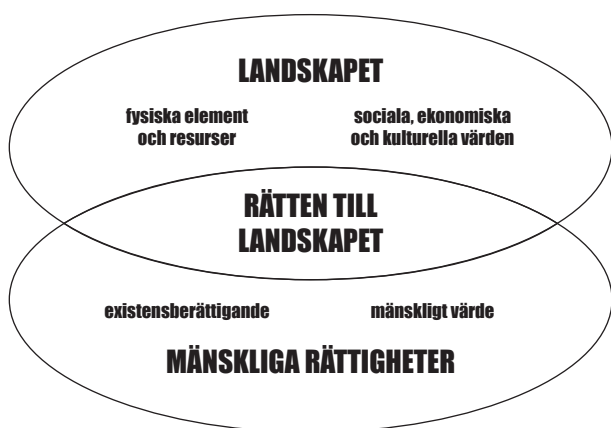 LANDSKAPET
fysiska element
och resurser
sociala, ekonomiska
och kulturella värden
RÄTTEN TILL
LANDSKAPET
existensberättigande
mänskligt värde
MÄNSKLIGA RÄTTIGHETER